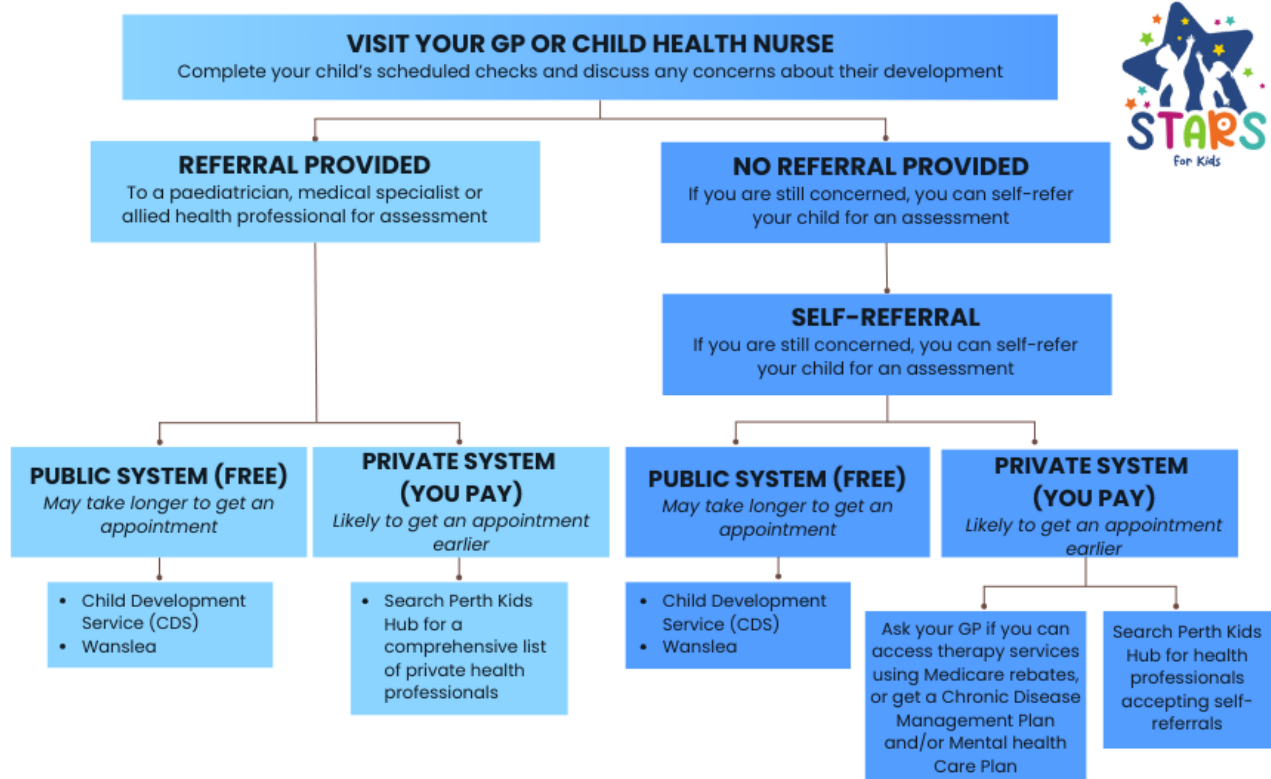 VISIT YOUR GP OR CHILD HEALTH NURSE
Complete your child's scheduled checks and discuss any concerns about their development
STARS
for Kids
REFERRAL PROVIDED
To a paediatrician, medical specialist or
allied health professional for assessment
NO REFERRAL PROVIDED
If you are still concerned, you can self-refer
your child for an assessment
SELF-REFERRAL
If you are still concerned, you can self-refer
your child for an assessment
PUBLIC SYSTEM (FREE)
May take longer to get an
appointment
PRIVATE SYSTEM
(YOU PAY)
Likely to get an appointment
earlier
PUBLIC SYSTEM (FREE)
May take longer to get an
appointment
PRIVATE SYSTEM
(YOU PAY)
Likely to get an appointment
earlier
• Child Development
Service (CDS)
• Wanslea
• Search Perth Kids
Hub for a
comprehensive list
of private health
professionals
• Child Development
Service (CDS)
• Wanslea
Ask your GP if you can
access therapy services
using Medicare rebates,
or get a Chronic Disease
Management Plan
and/or Mental health
Care Plan
Search Perth Kids
Hub for health
professionals
accepting self-
referrals